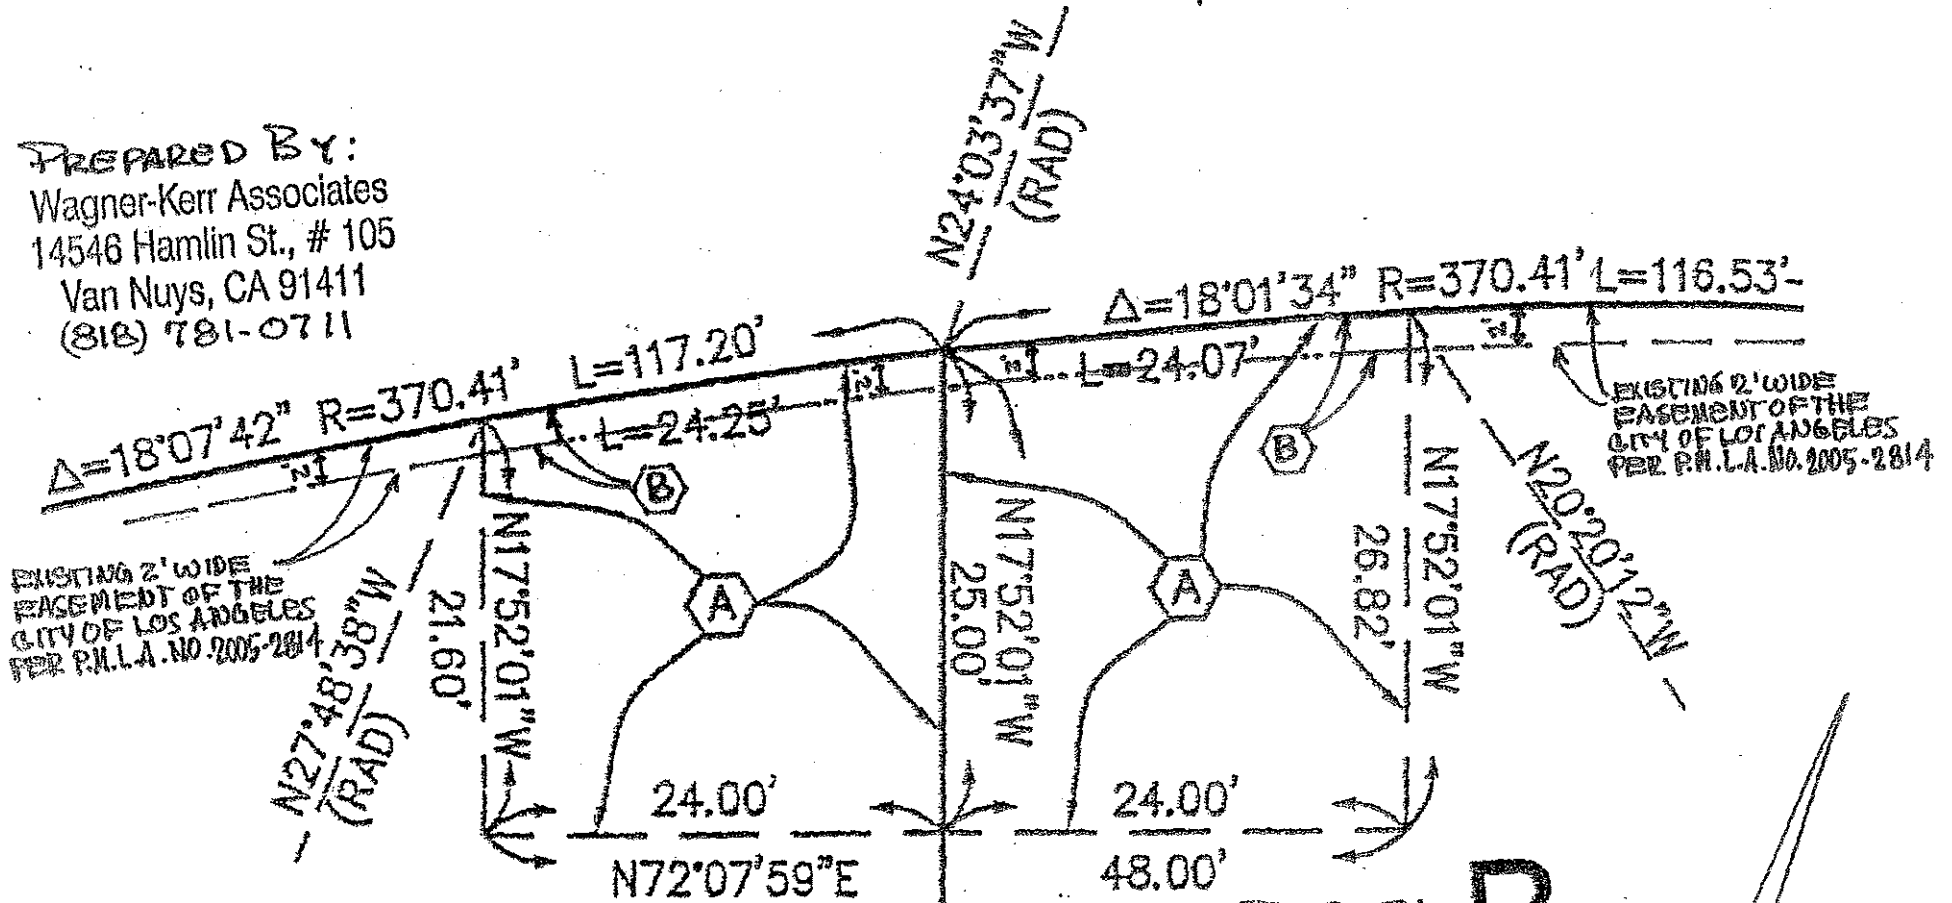 PREPARED BY:
Wagner-Kerr Associates
14546 Hamlin St., # 105
Van Nuys, CA 91411
(818) 781-0711
N24°03'37"W
(RAD)
Δ=18°07'42" R=370.41' L=117.20'
Δ=18°01'34" R=370.41' L=116.53'
2'
L=24.25'
2'
2'
L=24.07'
2'
B
B
EXISTING 2' WIDE
EASEMENT OF THE
CITY OF LOS ANGELES
PER P.M.L.A. NO. 2005-2814
EXISTING 2' WIDE
EASEMENT OF THE
CITY OF LOS ANGELES
PER P.M.L.A. NO. 2005-2814
N27°48'38"W
(RAD)
N17°52'01"W
21.60'
A
N17°52'01"W
25.00'
A
N17°52'01"W
26.82'
N20°20'12"W
(RAD)
24.00'
24.00'
N72°07'59"E
48.00'